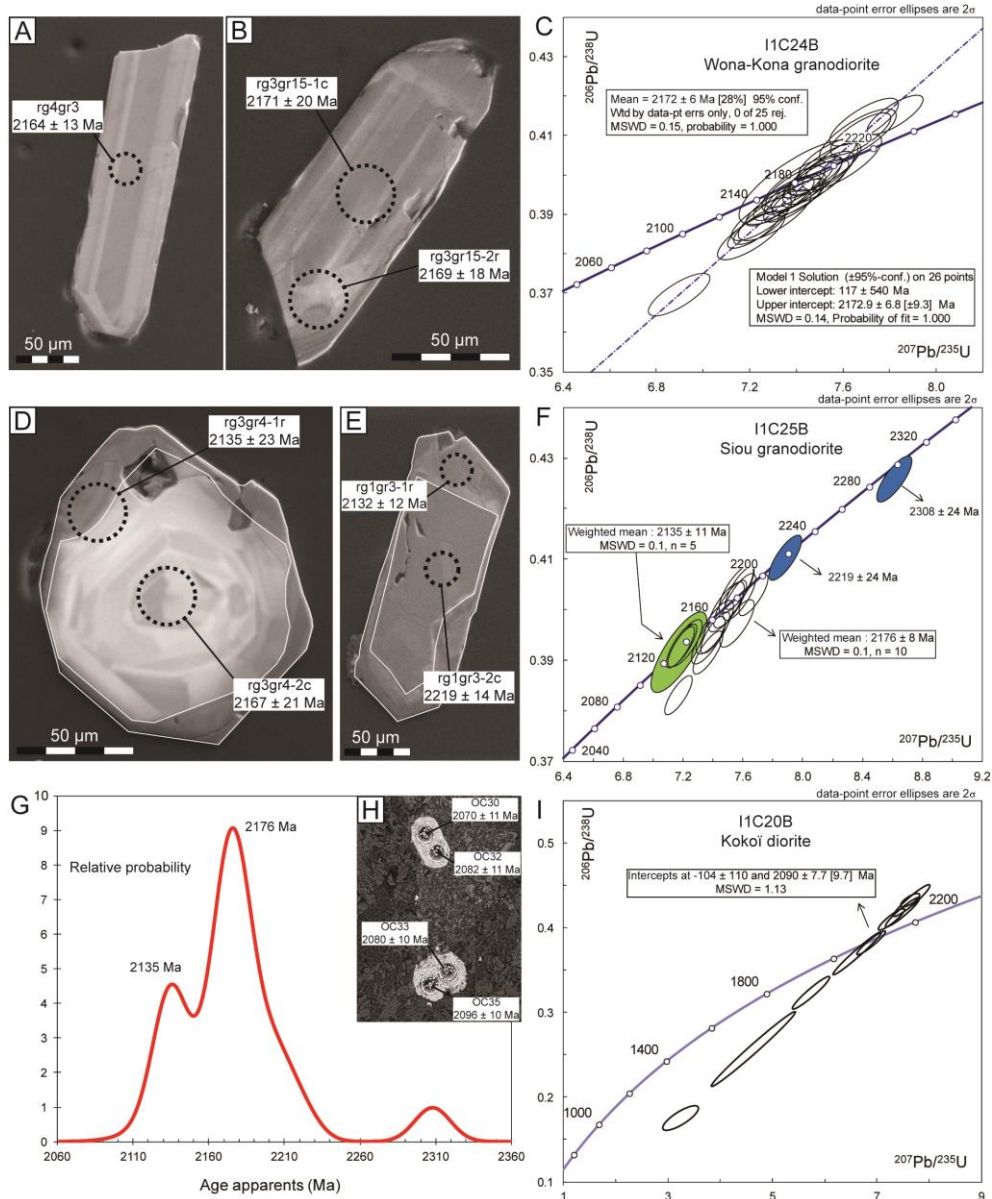 A
rg4gr3
2164 ± 13 Ma
50 µm
B
rg3gr15-1c
2171 ± 20 Ma
rg3gr15-2r
2169 ± 18 Ma
50 µm
data-point error ellipses are 2σ
C
I1C24B
Wona-Kona granodiorite
206Pb/238U
Mean = 2172 ± 6 Ma [28%] 95% conf.
Wtd by data-pt errs only, 0 of 25 rej.
MSWD = 0.15, probability = 1.000
0.43
0.41
0.39
0.37
0.35
2220
2180
2140
2100
2060
Model 1 Solution (±95%-conf.) on 26 points
Lower intercept: 117 ± 540 Ma
Upper intercept: 2172.9 ± 6.8 [±9.3] Ma
MSWD = 0.14, Probability of fit = 1.000
207Pb/235U
6.4 6.8 7.2 7.6 8.0
D
rg3gr4-1r
2135 ± 23 Ma
rg3gr4-2c
2167 ± 21 Ma
50 µm
E
rg1gr3-1r
2132 ± 12 Ma
rg1gr3-2c
2219 ± 14 Ma
50 µm
data-point error ellipses are 2σ
F
I1C25B
Siou granodiorite
206Pb/238U
0.43
0.41
0.39
0.37
2320
2280
2240
2200
2160
2120
2080
2040
2308 ± 24 Ma
2219 ± 24 Ma
Weighted mean : 2135 ± 11 Ma
MSWD = 0.1, n = 5
Weighted mean : 2176 ± 8 Ma
MSWD = 0.1, n = 10
207Pb/235U
6.4 6.8 7.2 7.6 8.0 8.4 8.8 9.2
G
Relative probability
2176 Ma
2135 Ma
10
9
8
7
6
5
4
3
2
1
0
2060 2110 2160 2210 2260 2310 2360
Age apparents (Ma)
H
OC30
2070 ± 11 Ma
OC32
2082 ± 11 Ma
OC33
2080 ± 10 Ma
OC35
2096 ± 10 Ma
data-point error ellipses are 2σ
I
I1C20B
Kokoï diorite
206Pb/238U
Intercepts at -104 ± 110 and 2090 ± 7.7 [9.7] Ma
MSWD = 1.13
0.5
0.4
0.3
0.2
0.1
2200
1800
1400
1000
207Pb/235U
1 3 5 7 9